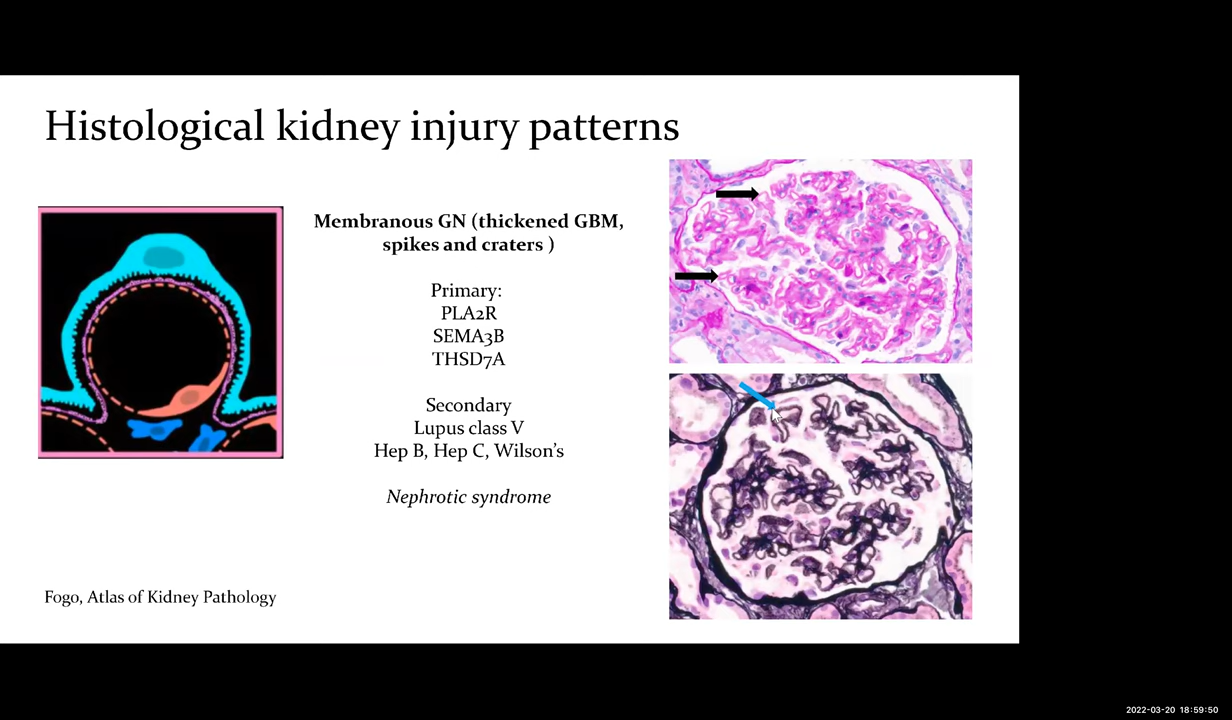 Histological kidney injury patterns
Membranous GN (thickened GBM,
spikes and craters )
Primary:
PLA2R
SEMA3B
THSD7A
Secondary
Lupus class V
Hep B, Hep C, Wilson’s
Nephrotic syndrome
Fogo, Atlas of Kidney Pathology
2022-03-20 18:59:50